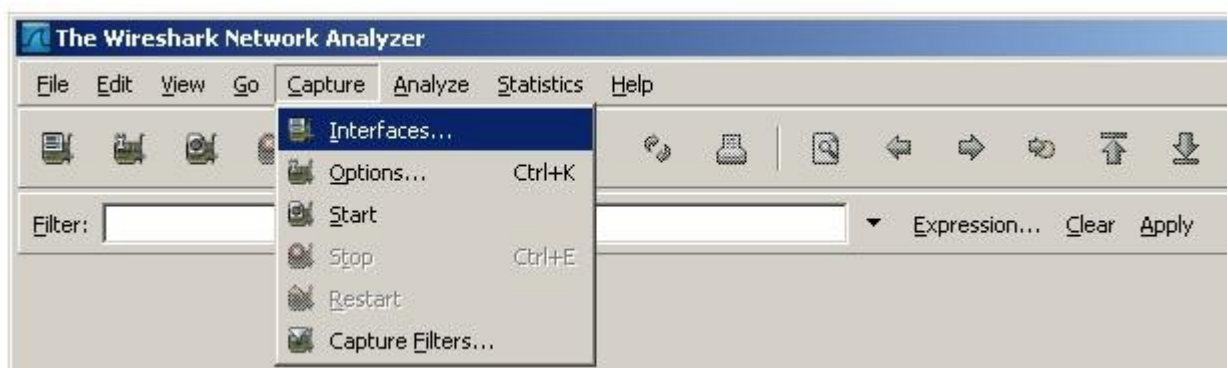 The Wireshark Network Analyzer
File Edit View Go Capture Analyze Statistics Help
Interfaces...
Options... Ctrl+K
Start
Stop Ctrl+E
Restart
Capture Filters...
Filter: Expression... Clear Apply